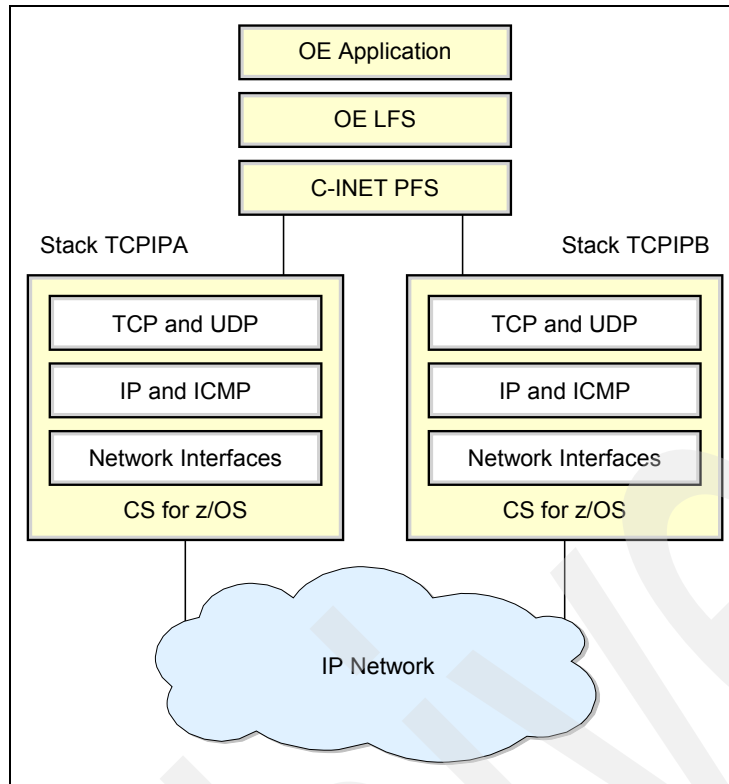 OE Application
OE LFS
C-INET PFS
Stack TCPIPA
Stack TCPIPB
TCP and UDP
IP and ICMP
Network Interfaces
CS for z/OS
TCP and UDP
IP and ICMP
Network Interfaces
CS for z/OS
IP Network